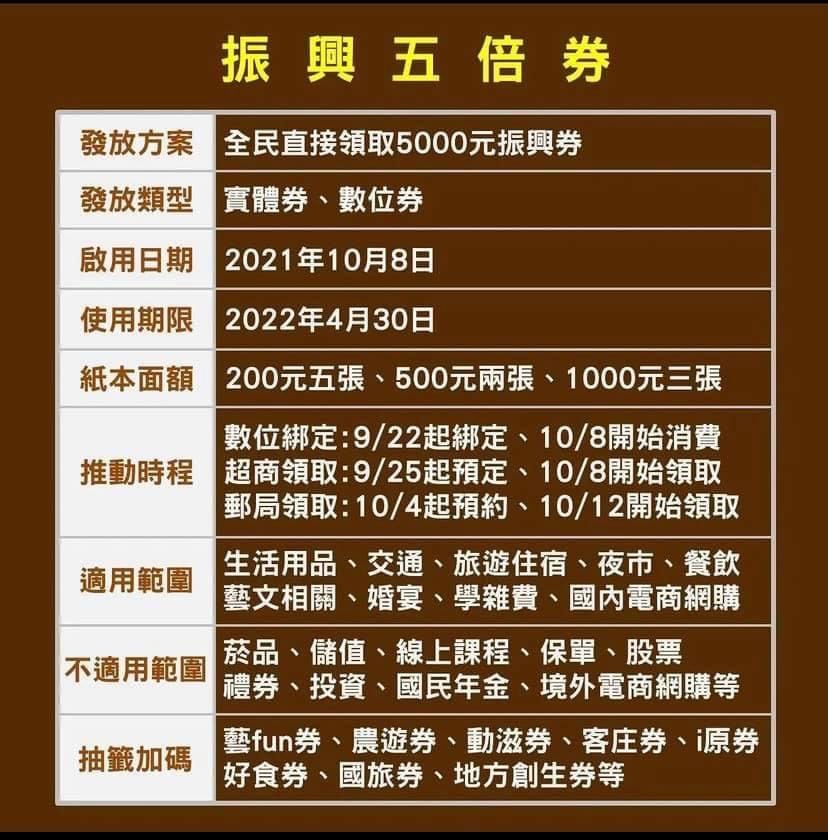 振興五倍券
發放方案
全民直接領取5000元振興券
發放類型
實體券、數位券
啟用日期
2021年10月8日
使用期限
2022年4月30日
紙本面額
200元五張、500元兩張、1000元三張
推動時程
數位綁定:9/22起綁定、10/8開始消費
超商領取:9/25起預定、10/8開始領取
郵局領取:10/4起預約、10/12開始領取
適用範圍
生活用品、交通、旅遊住宿、夜市、餐飲
藝文相關、婚宴、學雜費、國內電商網購
不適用範圍
菸品、儲值、線上課程、保單、股票
禮券、投資、國民年金、境外電商網購等
抽籤加碼
藝fun券、農遊券、動滋券、客庄券、i原券
好食券、國旅券、地方創生券等